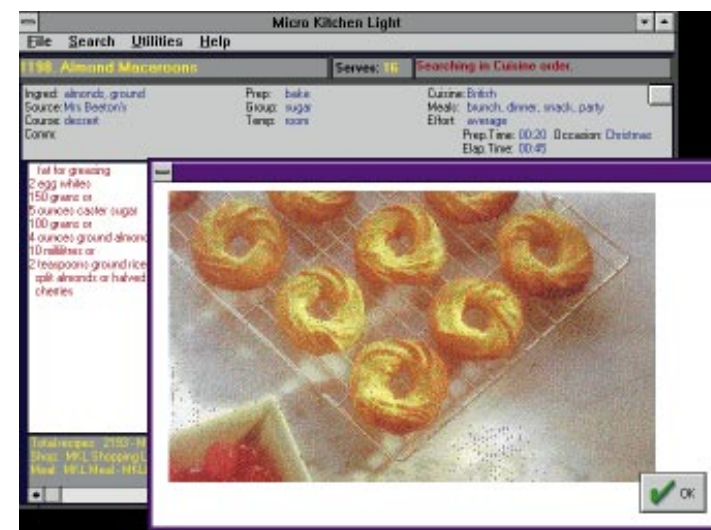 Micro Kitchen Light
File Search Utilities Help
1198. Almond Macaroons Serves: 16 Searching in Cuisine order.
Ingred: almonds, ground Prep: bake Cuisine: British
Source: Mrs Beeton's Group: sugar Meals: brunch, dinner, snack, party
Course: dessert Temp: room Effort: average
Comm: Prep.Time: 00:20 Occasion: Christmas
Elap.Time: 00:45
fat for greasing
2 egg whites
150 grams or
5 ounces caster sugar
100 grams or
4 ounces ground almond
10 millilitres or
2 teaspoons ground rice
split almonds or halved
cherries
Total recipes: 2193 - M
Shop: MKL Shopping L
Meal: MKL Meal - MKL
OK